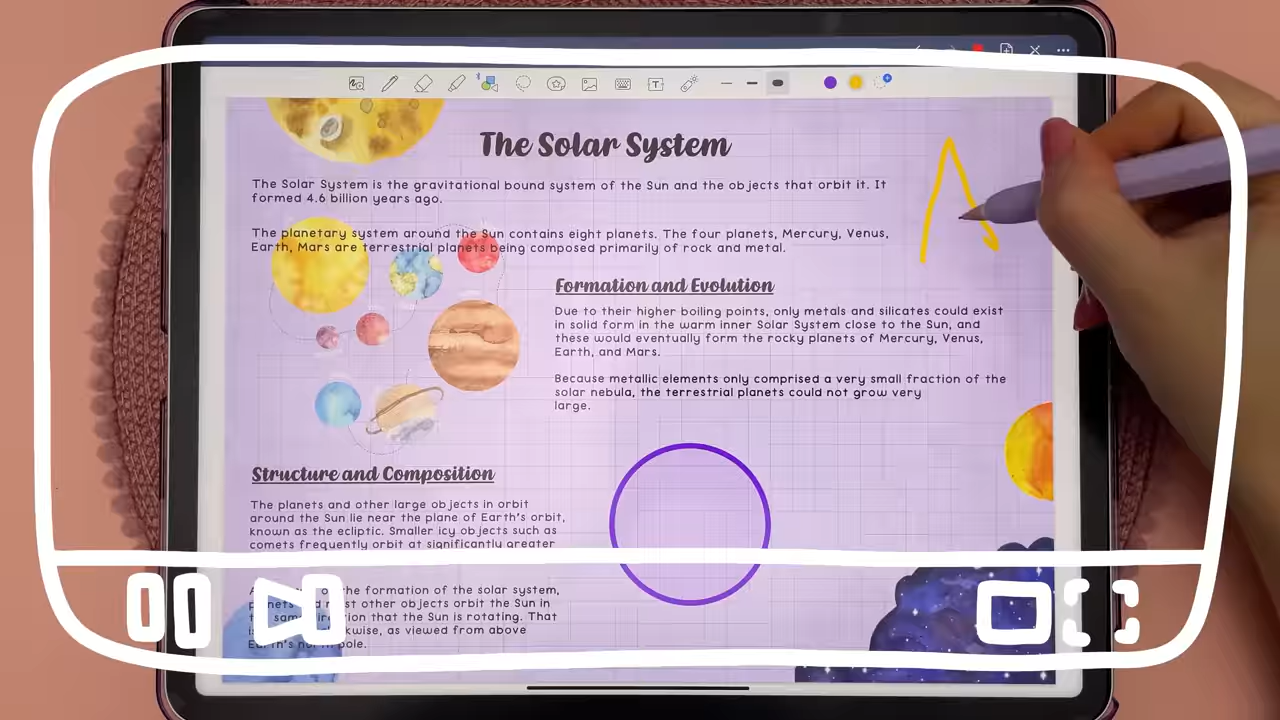 The Solar System
The Solar System is the gravitational bound system of the Sun and the objects that orbit it. It
formed 4.6 billion years ago.
The planetary system around the Sun contains eight planets. The four planets, Mercury, Venus,
Earth, Mars are terrestrial planets being composed primarily of rock and metal.
Formation and Evolution
Due to their higher boiling points, only metals and silicates could exist
in solid form in the warm inner Solar System close to the Sun, and
these would eventually form the rocky planets of Mercury, Venus,
Earth, and Mars.
Because metallic elements only comprised a very small fraction of the
solar nebula, the terrestrial planets could not grow very
large.
Structure and Composition
The planets and other large objects in orbit
around the Sun lie near the plane of Earth's orbit,
known as the ecliptic. Smaller icy objects such as
comets frequently orbit at significantly greater
the formation of the solar system,
planets most other objects orbit the Sun in
same that the Sun is rotating. That
as viewed from above
Earth's pole.